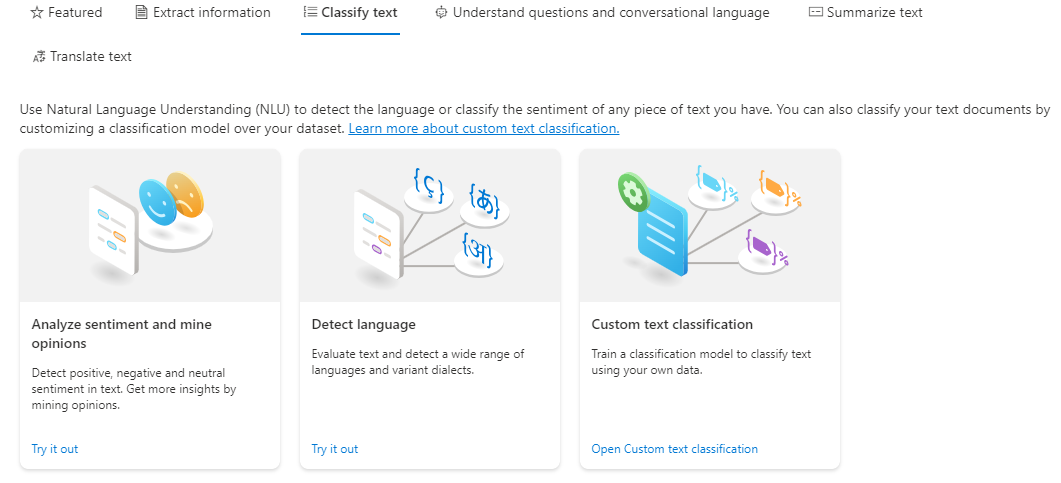 Featured
Extract information
Classify text
Understand questions and conversational language
Summarize text
Translate text
Use Natural Language Understanding (NLU) to detect the language or classify the sentiment of any piece of text you have. You can also classify your text documents by
customizing a classification model over your dataset. Learn more about custom text classification.
{ç}
{あ}
{अ}
Analyze sentiment and mine
opinions
Detect positive, negative and neutral
sentiment in text. Get more insights by
mining opinions.
Try it out
Detect language
Evaluate text and detect a wide range of
languages and variant dialects.
Try it out
{ }%
{ }%
{ }%
Custom text classification
Train a classification model to classify text
using your own data.
Open Custom text classification